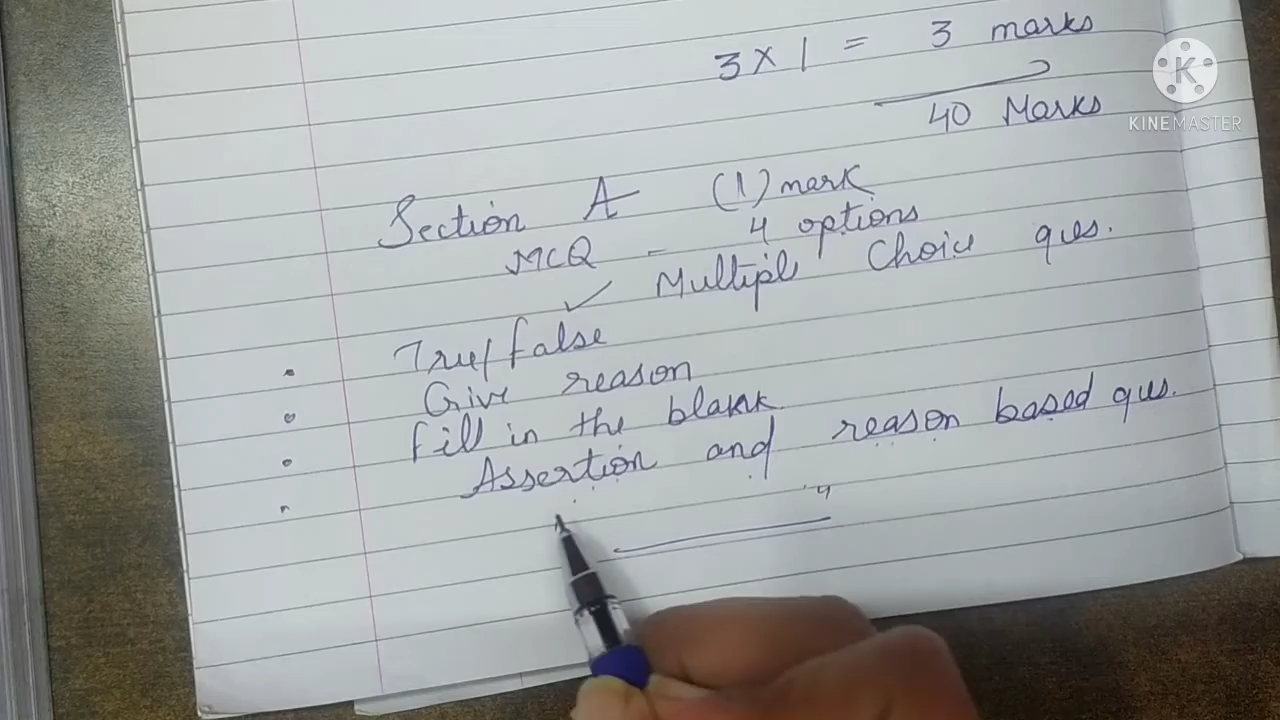 3 x 1 = 3 marks
40 Marks
KINEMASTER
Section A (1) mark
MCQ - 4 options
Multiple Choice ques.
True/False
Give reason
Fill in the blank
Assertion and reason based ques.